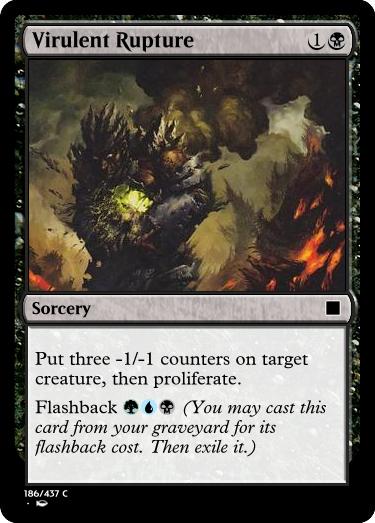 Virulent Rupture 1
Sorcery
Put three -1/-1 counters on target
creature, then proliferate.
Flashback (You may cast this
card from your graveyard for its
flashback cost. Then exile it.)
186/437 C